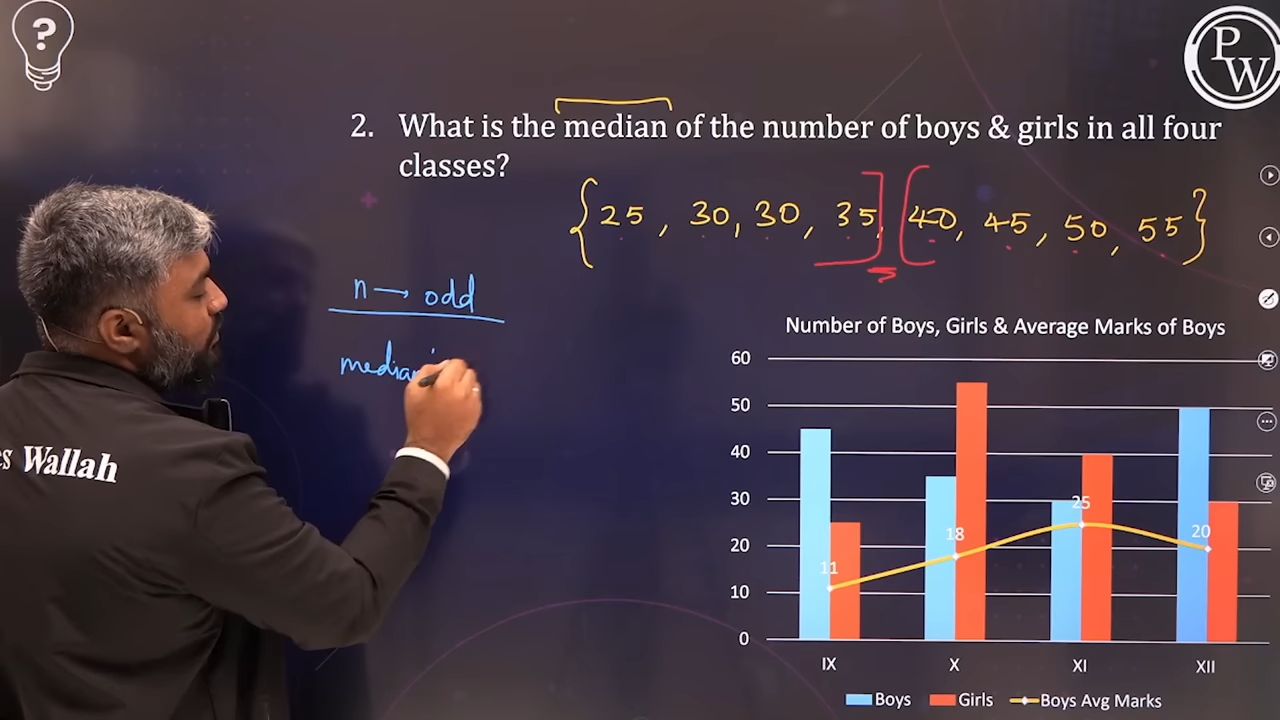 ?
PW
2. What is the median of the number of boys & girls in all four
classes?
{25, 30, 30, 35, 40, 45, 50, 55}
n → odd
median
s Wallah
Number of Boys, Girls & Average Marks of Boys
60
50
40
30
20
10
0
11
18
25
20
IX X XI XII
Boys Girls Boys Avg Marks